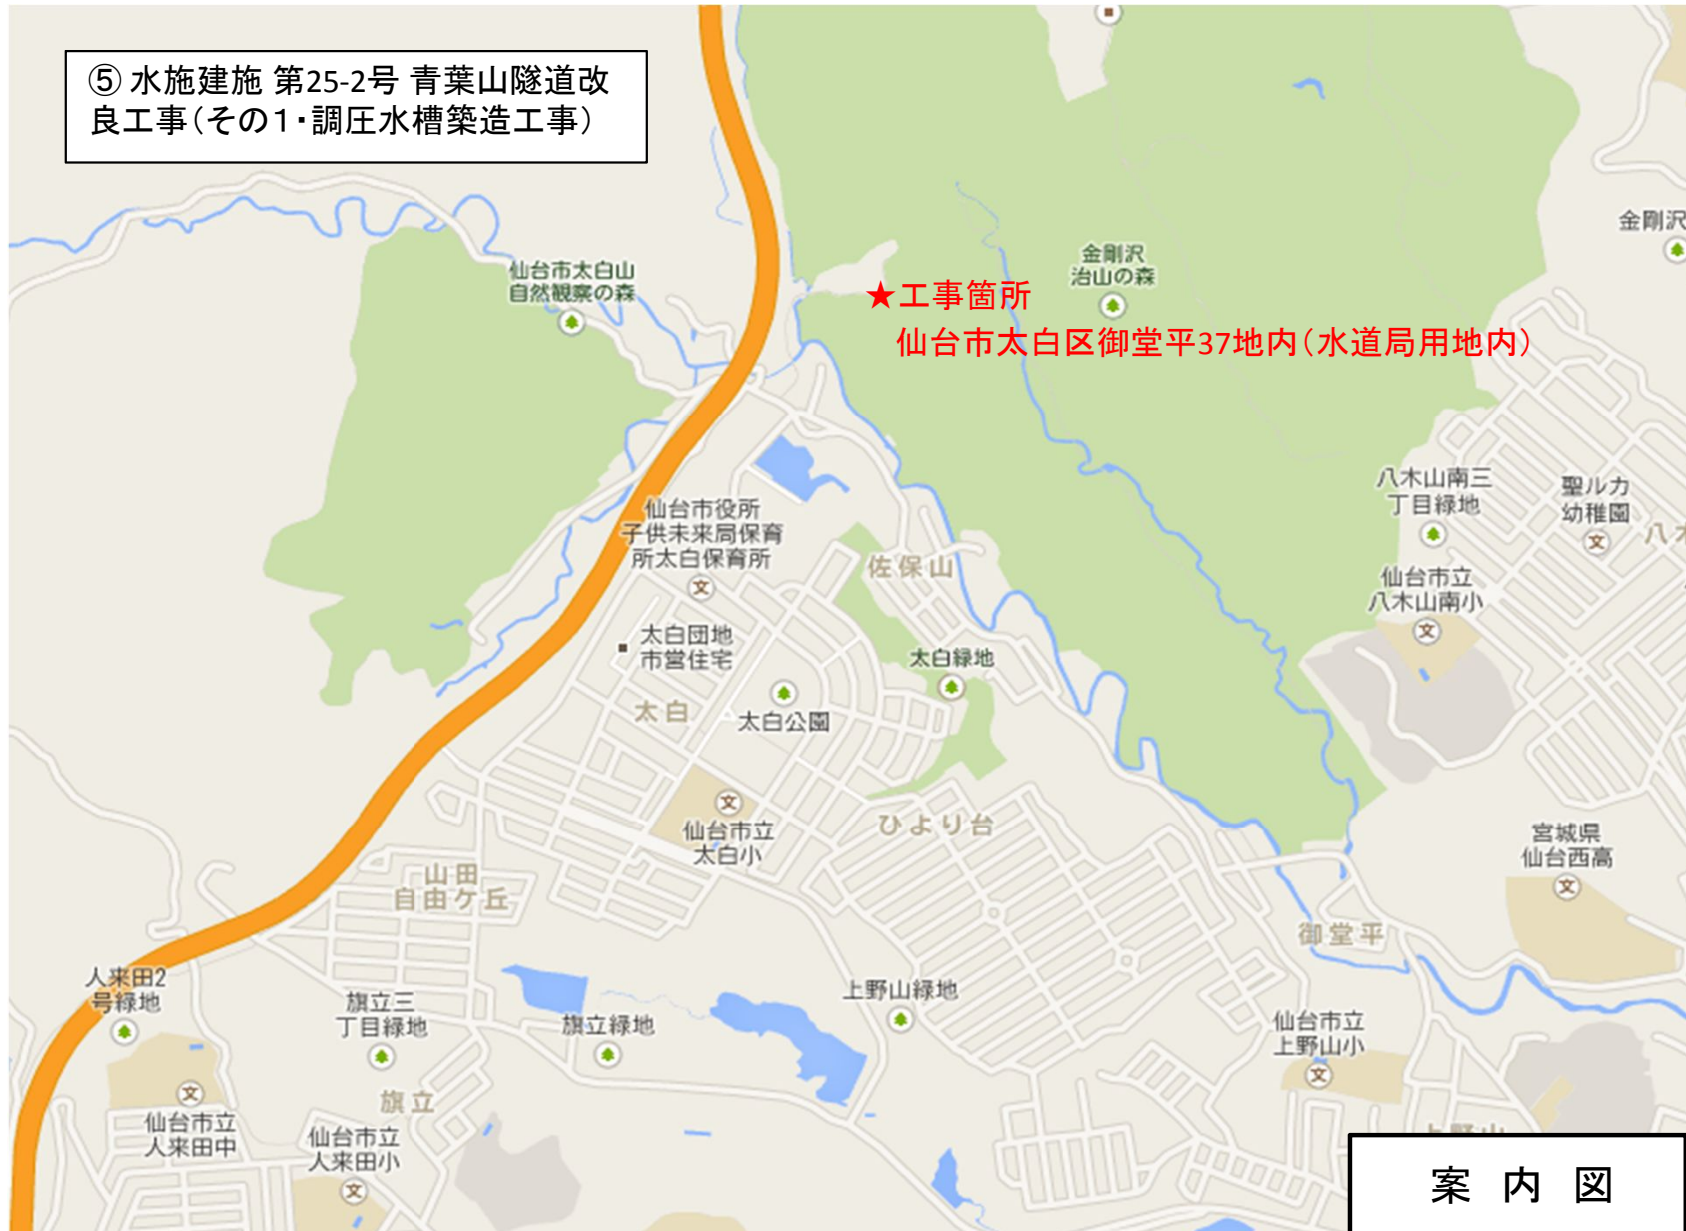 ⑤ 水施建施 第25-2号 青葉山隧道改
良工事(その1・調圧水槽築造工事)
金剛沢
仙台市太白山
自然観察の森
金剛沢
治山の森
★工事箇所
仙台市太白区御堂平37地内(水道局用地内)
八木山南三
丁目緑地
聖ルカ
幼稚園
八木
仙台市役所
子供未来局保育
所太白保育所
佐保山
仙台市立
八木山南小
太白団地
市営住宅
太白緑地
太白
太白公園
ひより台
仙台市立
太白小
宮城県
仙台西高
山田
自由ケ丘
御堂平
人来田2
号緑地
旗立三
丁目緑地
旗立緑地
上野山緑地
仙台市立
上野山小
旗立
仙台市立
人来田中
仙台市立
人来田小
上野山
案 内 図